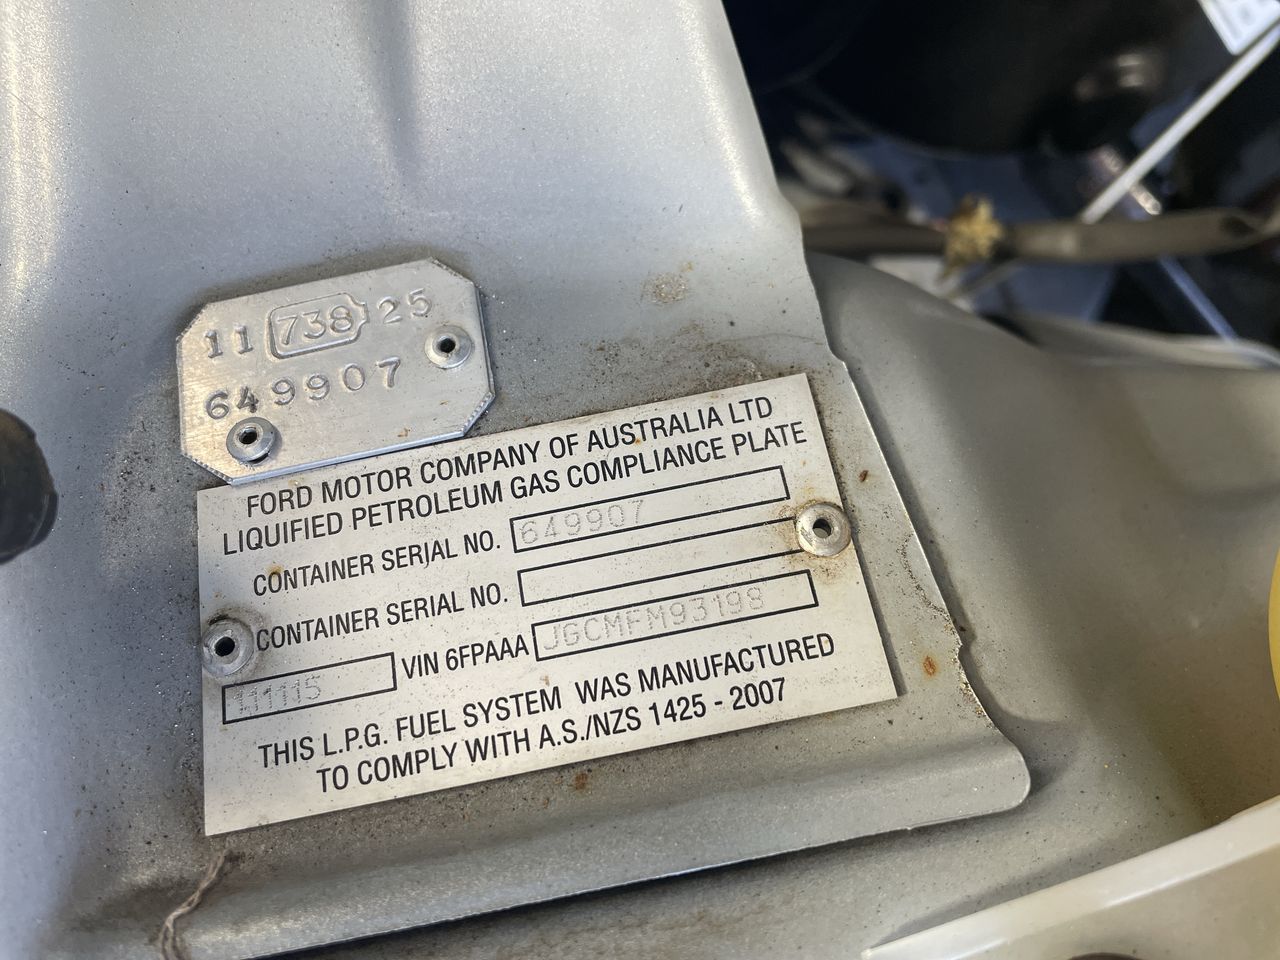 11 738 25
649907
FORD MOTOR COMPANY OF AUSTRALIA LTD
LIQUIFIED PETROLEUM GAS COMPLIANCE PLATE
CONTAINER SERIAL NO. 649907
CONTAINER SERIAL NO.
111115 VIN 6FPAAA JGCMFM93198
THIS L.P.G. FUEL SYSTEM WAS MANUFACTURED
TO COMPLY WITH A.S./NZS 1425 - 2007